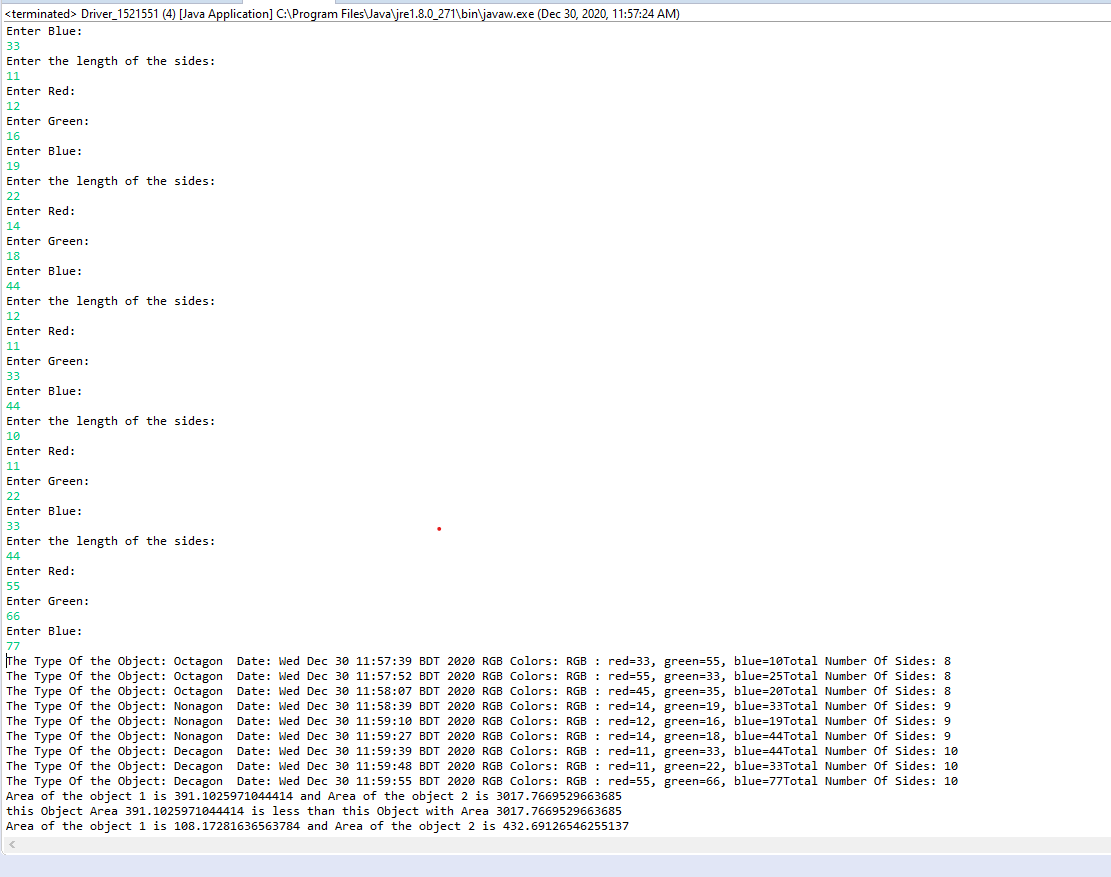 <terminated> Driver_1521551 (4) [Java Application] C:\Program Files\Java\jre1.8.0_271\bin\javaw.exe (Dec 30, 2020, 11:57:24 AM)
Enter Blue:
33
Enter the length of the sides:
11
Enter Red:
12
Enter Green:
16
Enter Blue:
19
Enter the length of the sides:
22
Enter Red:
14
Enter Green:
18
Enter Blue:
44
Enter the length of the sides:
12
Enter Red:
11
Enter Green:
33
Enter Blue:
44
Enter the length of the sides:
10
Enter Red:
11
Enter Green:
22
Enter Blue:
33
Enter the length of the sides:
44
Enter Red:
55
Enter Green:
66
Enter Blue:
77
The Type Of the Object: Octagon  Date: Wed Dec 30 11:57:39 BDT 2020 RGB Colors: RGB : red=33, green=55, blue=10Total Number Of Sides: 8
The Type Of the Object: Octagon  Date: Wed Dec 30 11:57:52 BDT 2020 RGB Colors: RGB : red=55, green=33, blue=25Total Number Of Sides: 8
The Type Of the Object: Octagon  Date: Wed Dec 30 11:58:07 BDT 2020 RGB Colors: RGB : red=45, green=35, blue=20Total Number Of Sides: 8
The Type Of the Object: Nonagon  Date: Wed Dec 30 11:58:39 BDT 2020 RGB Colors: RGB : red=14, green=19, blue=33Total Number Of Sides: 9
The Type Of the Object: Nonagon  Date: Wed Dec 30 11:59:10 BDT 2020 RGB Colors: RGB : red=12, green=16, blue=19Total Number Of Sides: 9
The Type Of the Object: Nonagon  Date: Wed Dec 30 11:59:27 BDT 2020 RGB Colors: RGB : red=14, green=18, blue=44Total Number Of Sides: 9
The Type Of the Object: Decagon  Date: Wed Dec 30 11:59:39 BDT 2020 RGB Colors: RGB : red=11, green=33, blue=44Total Number Of Sides: 10
The Type Of the Object: Decagon  Date: Wed Dec 30 11:59:48 BDT 2020 RGB Colors: RGB : red=11, green=22, blue=33Total Number Of Sides: 10
The Type Of the Object: Decagon  Date: Wed Dec 30 11:59:55 BDT 2020 RGB Colors: RGB : red=55, green=66, blue=77Total Number Of Sides: 10
Area of the object 1 is 391.1025971044414 and Area of the object 2 is 3017.7669529663685
this Object Area 391.1025971044414 is less than this Object with Area 3017.7669529663685
Area of the object 1 is 108.17281636563784 and Area of the object 2 is 432.69126546255137